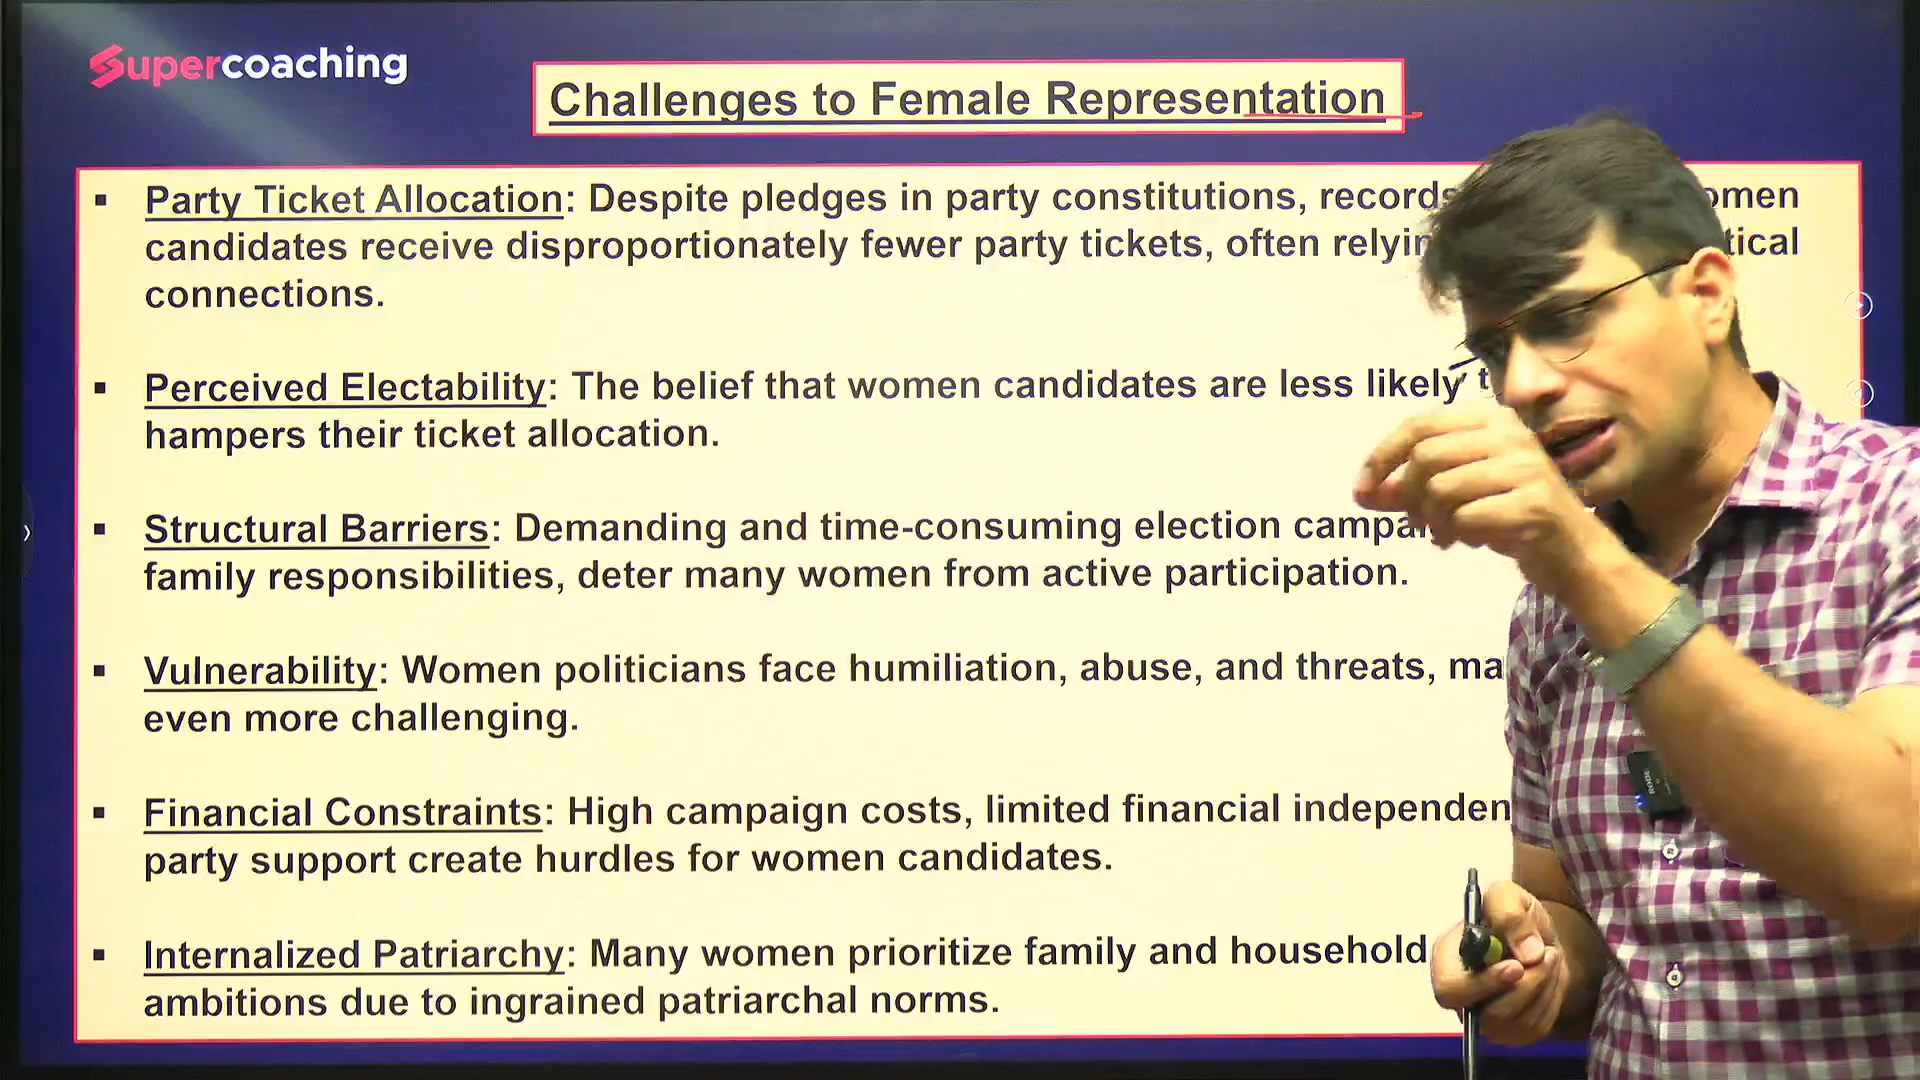 Supercoaching
Challenges to Female Representation
▪ Party Ticket Allocation: Despite pledges in party constitutions, records
candidates receive disproportionately fewer party tickets, often
connections.
▪ Perceived Electability: The belief that women candidates are less likely
hampers their ticket allocation.
▪ Structural Barriers: Demanding and time-consuming election
family responsibilities, deter many women from active participation.
▪ Vulnerability: Women politicians face humiliation, abuse, and threats,
even more challenging.
▪ Financial Constraints: High campaign costs, limited financial
party support create hurdles for women candidates.
▪ Internalized Patriarchy: Many women prioritize family and household
ambitions due to ingrained patriarchal norms.